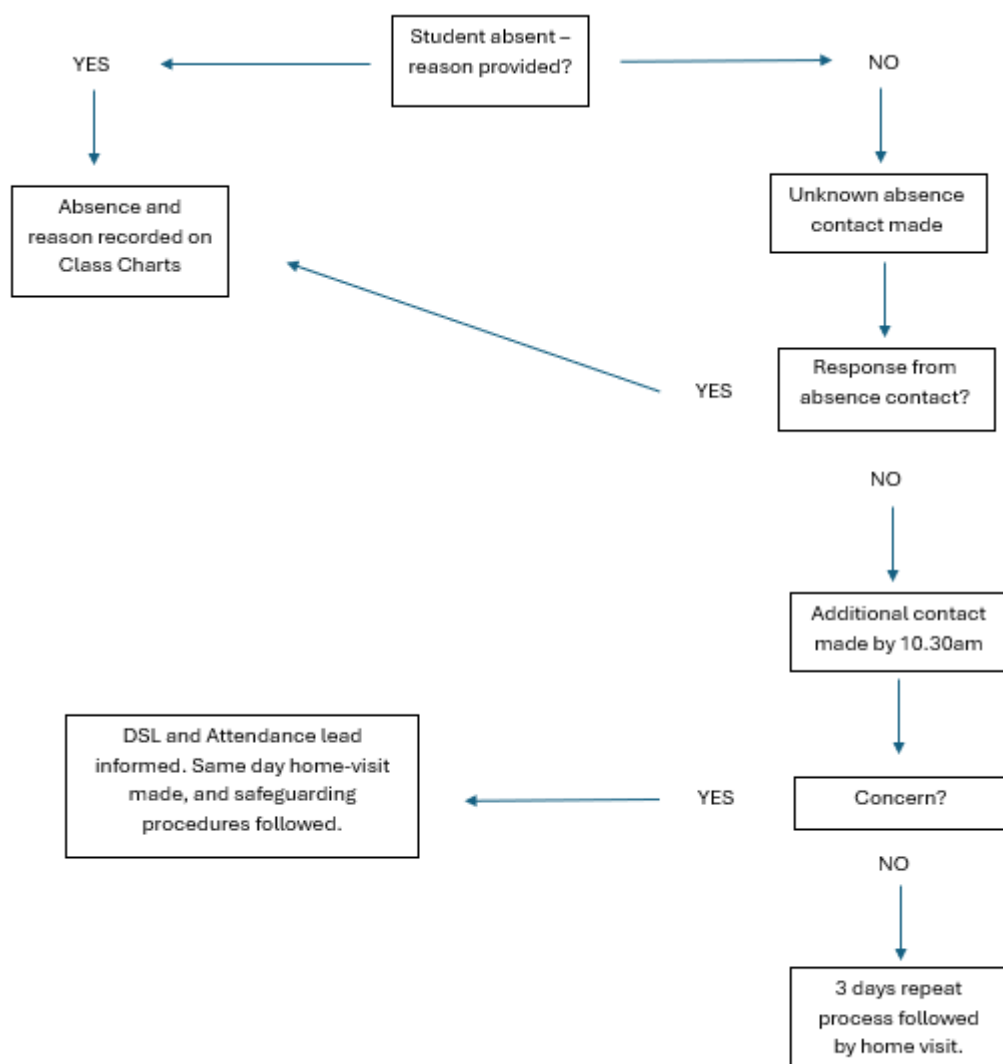 Student absent –
reason provided?
YES
NO
Absence and
reason recorded on
Class Charts
Unknown absence
contact made
Response from
absence contact?
YES
NO
Additional contact
made by 10.30am
DSL and Attendance lead
informed. Same day home-visit
made, and safeguarding
procedures followed.
YES
Concern?
NO
3 days repeat
process followed
by home visit.